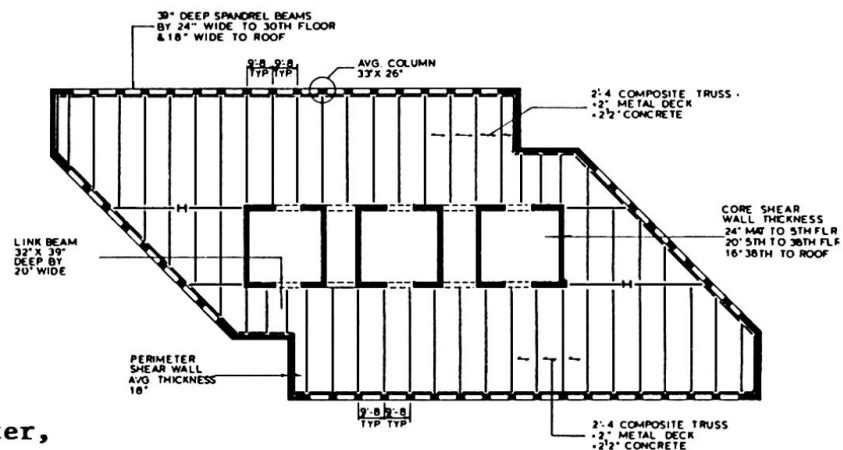 39" DEEP SPANDREL BEAMS
BY 24" WIDE TO 30TH FLOOR
& 18" WIDE TO ROOF
9'-8 9'-8
TYP TYP
AVG. COLUMN
33"X 26"
2'-4 COMPOSITE TRUSS
+2" METAL DECK
+2½" CONCRETE
LINK BEAM
32" X 39"
DEEP BY
20" WIDE
CORE SHEAR
WALL THICKNESS
24" MAT TO 5TH FLR
20" 5TH TO 38TH FLR
16" 38TH TO ROOF
PERIMETER
SHEAR WALL
AVG THICKNESS
18"
9'-8 9'-8
TYP TYP
2'-4 COMPOSITE TRUSS
+2" METAL DECK
+2½" CONCRETE